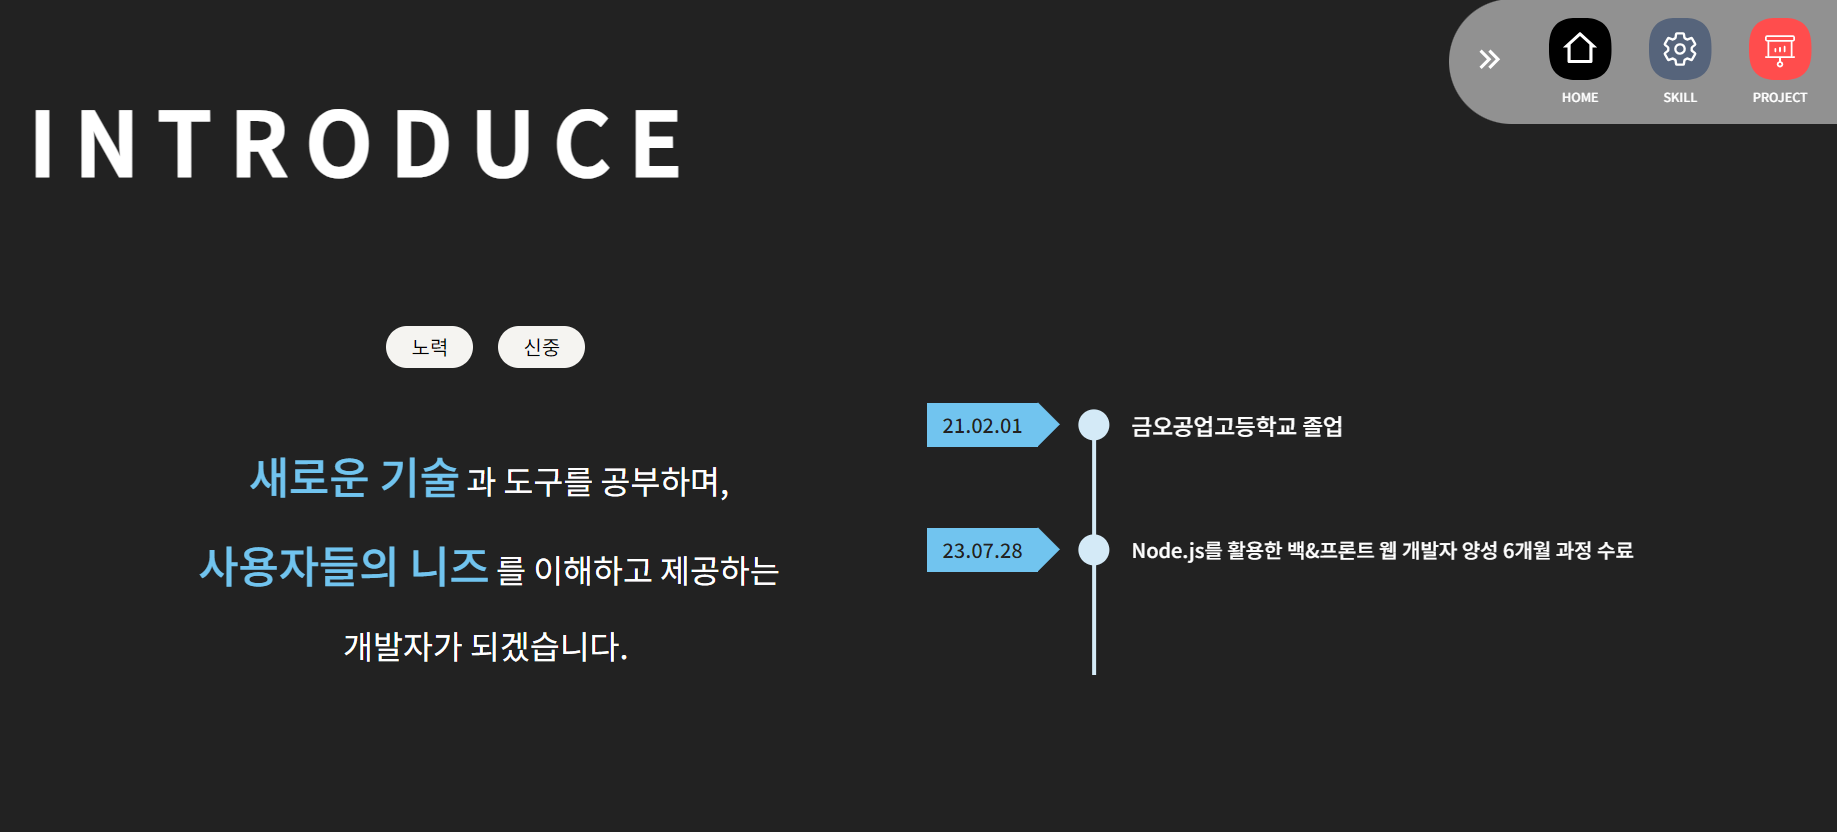 HOME
SKILL
PROJECT
INTRODUCE
노력
신중
새로운 기술 과 도구를 공부하며,
사용자들의 니즈 를 이해하고 제공하는
개발자가 되겠습니다.
21.02.01
금오공업고등학교 졸업
23.07.28
Node.js를 활용한 백&프론트 웹 개발자 양성 6개월 과정 수료